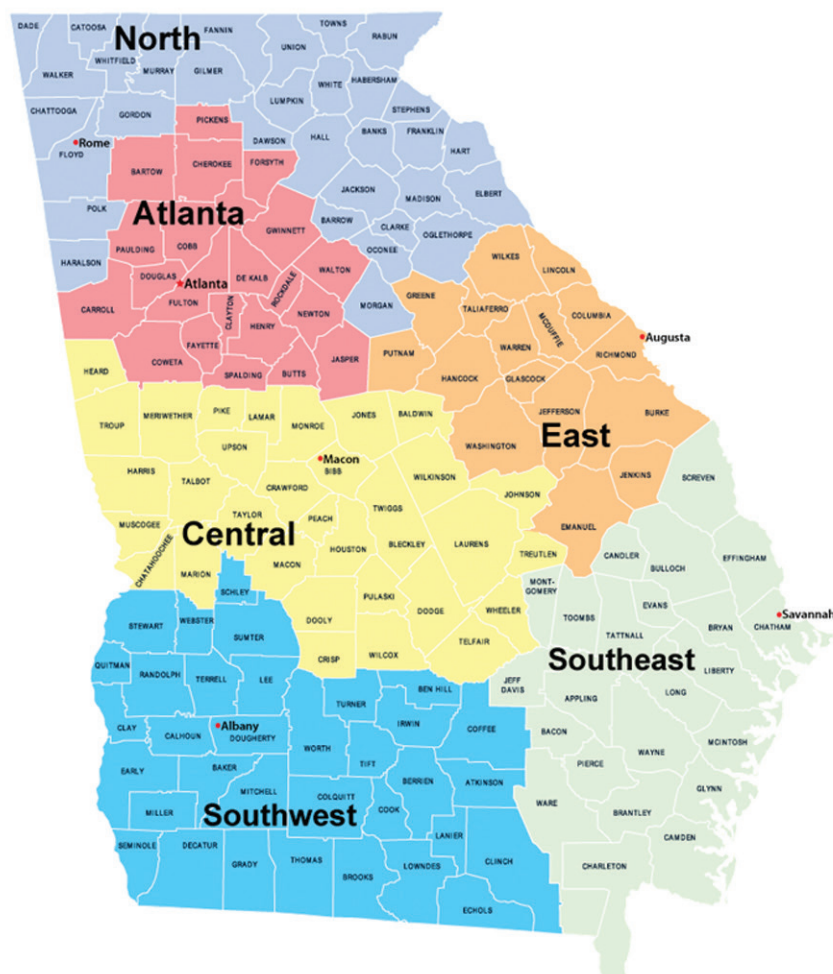 North
DADE
CATOOSA
WHITFIELD
WALKER
MURRAY
FANNIN
GILMER
UNION
TOWNS
RABUN
WHITE
HABERSHAM
LUMPKIN
STEPHENS
CHATTOOGA
GORDON
PICKENS
DAWSON
HALL
BANKS
FRANKLIN
HART
Rome
FLOYD
BARTOW
CHEROKEE
FORSYTH
JACKSON
MADISON
ELBERT
POLK
Atlanta
GWINNETT
BARROW
CLARKE
OCONEE
OGLETHORPE
HARALSON
PAULDING
COBB
DOUGLAS
Atlanta
DE KALB
ROCKDALE
WALTON
MORGAN
CARROLL
FULTON
CLAYTON
HENRY
NEWTON
FAYETTE
COWETA
SPALDING
BUTTS
JASPER
WILKES
LINCOLN
GREENE
TALIAFERRO
MCDUFFIE
COLUMBIA
Augusta
RICHMOND
PUTNAM
WARREN
HANCOCK
GLASCOCK
JEFFERSON
BURKE
East
WASHINGTON
JENKINS
EMANUEL
HEARD
TROUP
MERIWETHER
PIKE
LAMAR
MONROE
JONES
BALDWIN
UPSON
Macon
BIBB
HARRIS
TALBOT
CRAWFORD
WILKINSON
JOHNSON
TAYLOR
PEACH
TWIGGS
MUSCOGEE
Central
CHATAHOOCHEE
MARION
MACON
HOUSTON
BLECKLEY
LAURENS
TREUTLEN
DOOLY
PULASKI
DODGE
WHEELER
CRISP
WILCOX
TELFAIR
SCREVEN
CANDLER
BULLOCH
EFFINGHAM
MONT-
GOMERY
TOOMBS
EVANS
TATTNALL
BRYAN
Savannah
CHATHAM
Southeast
LIBERTY
JEFF
DAVIS
APPLING
LONG
BACON
WAYNE
MCINTOSH
PIERCE
GLYNN
WARE
BRANTLEY
CAMDEN
CHARLETON
SCHLEY
STEWART
WEBSTER
SUMTER
QUITMAN
RANDOLPH
TERRELL
LEE
TURNER
BEN HILL
IRWIN
COFFEE
Albany
CLAY
CALHOUN
DOUGHERTY
WORTH
TIFT
EARLY
BAKER
MITCHELL
COLQUITT
BERRIEN
ATKINSON
MILLER
Southwest
COOK
LANIER
SEMINOLE
DECATUR
GRADY
THOMAS
BROOKS
LOWNDES
CLINCH
ECHOLS